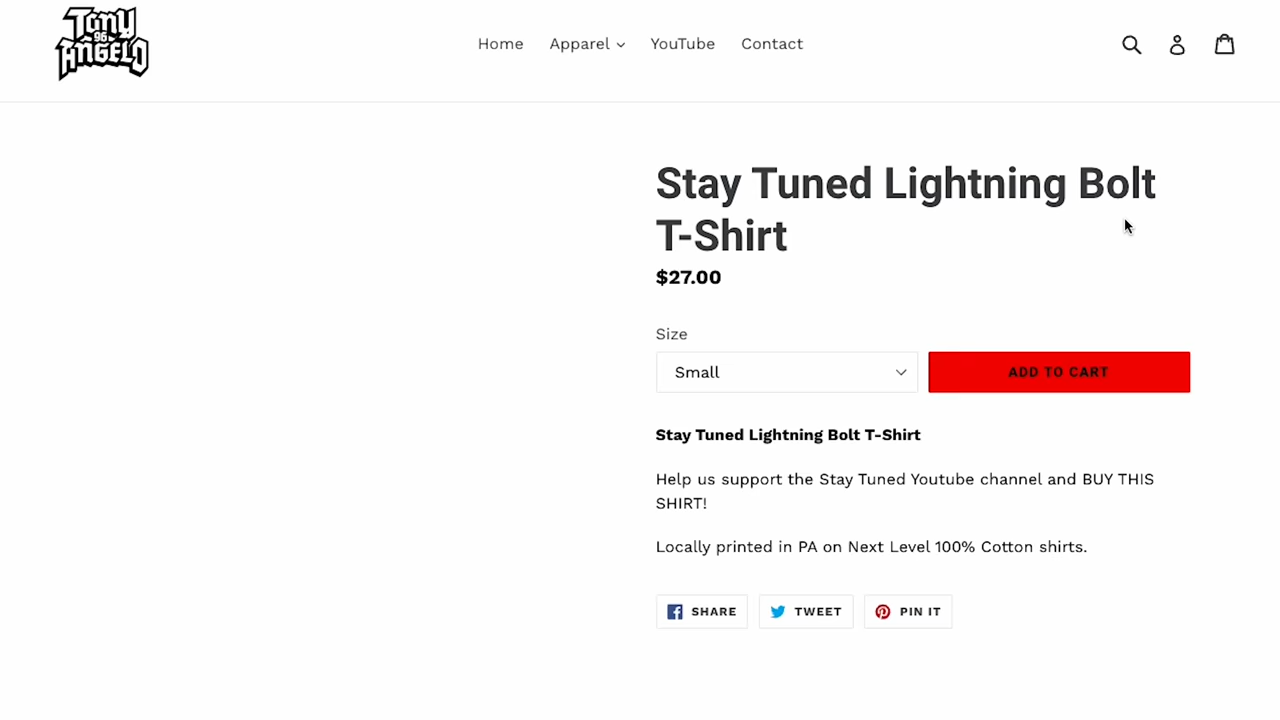 Tony
96
Angelo
Home Apparel YouTube Contact
Stay Tuned Lightning Bolt
T-Shirt
$27.00
Size
Small
ADD TO CART
Stay Tuned Lightning Bolt T-Shirt
Help us support the Stay Tuned Youtube channel and BUY THIS
SHIRT!
Locally printed in PA on Next Level 100% Cotton shirts.
SHARE TWEET PIN IT